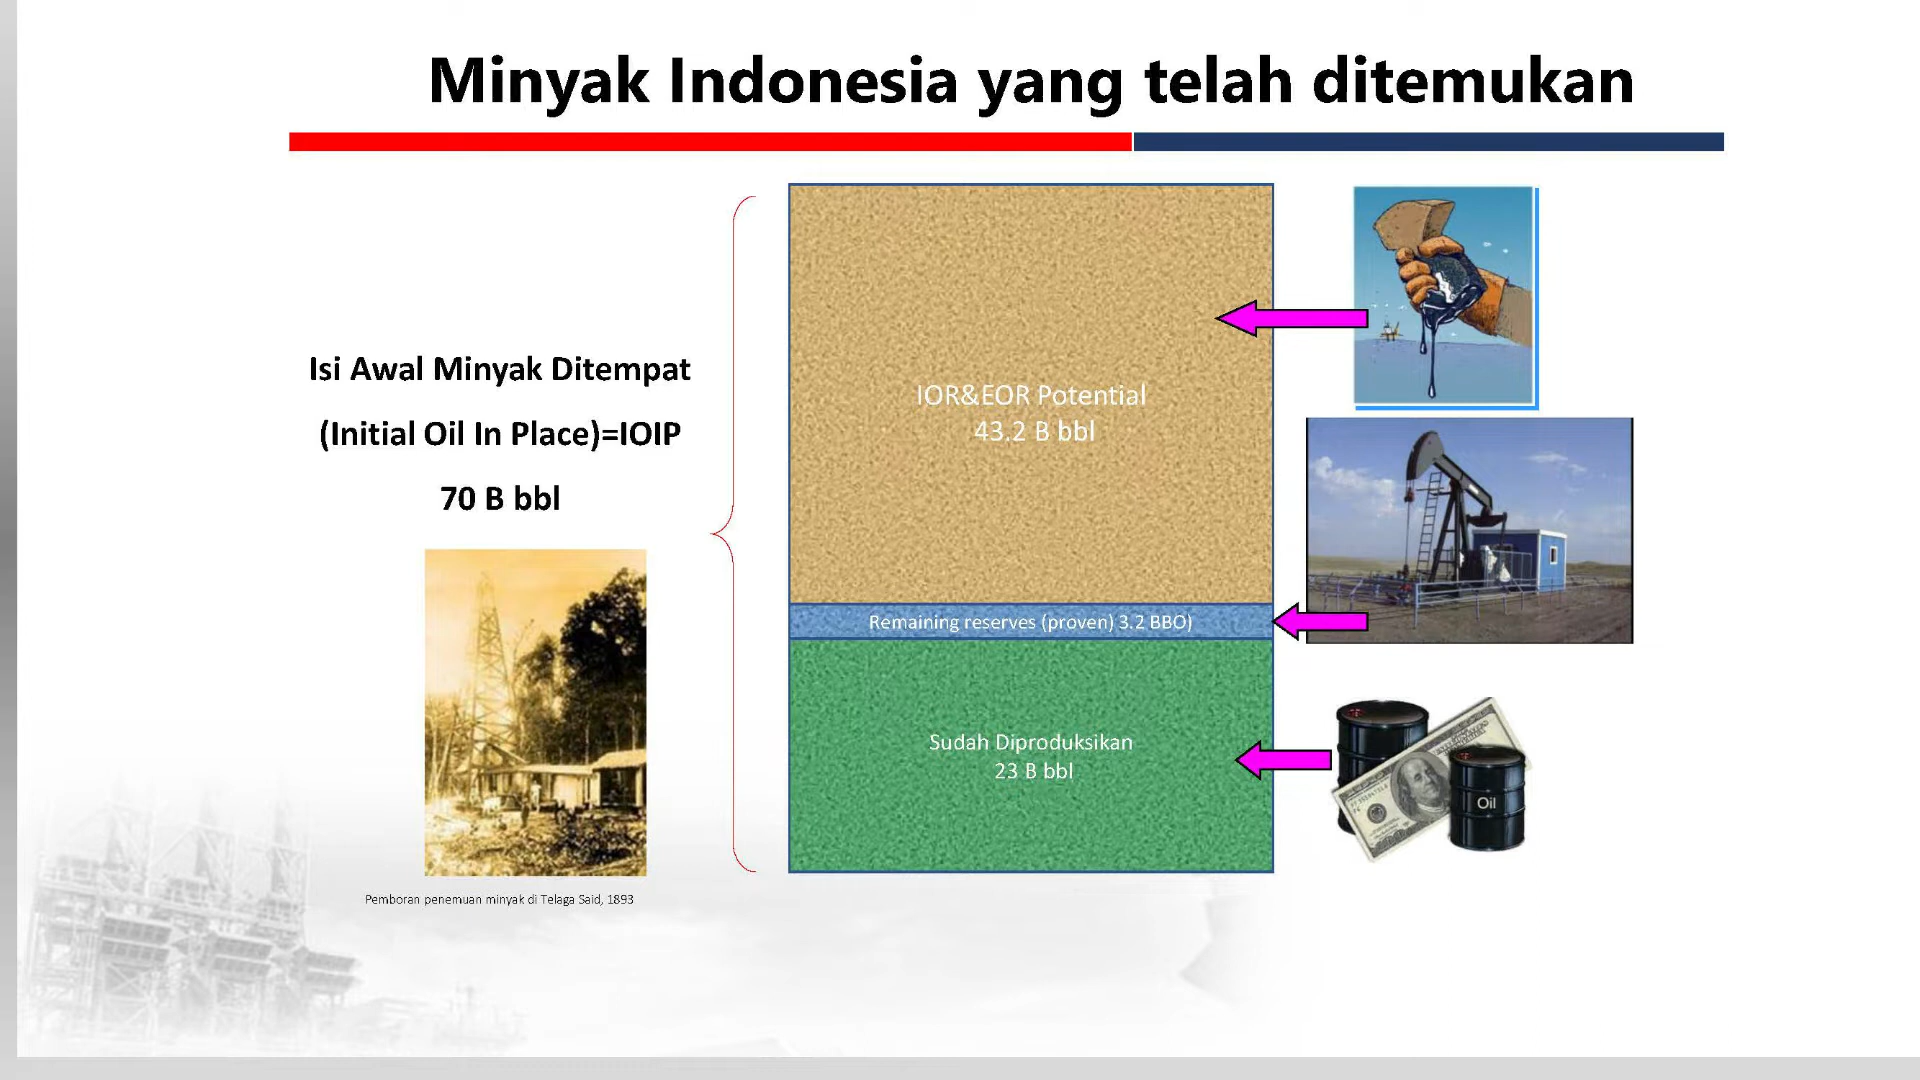 Minyak Indonesia yang telah ditemukan
Isi Awal Minyak Ditempat
(Initial Oil In Place)=IOIP
70 B bbl
IOR&EOR Potential
43.2 B bbl
Remaining reserves (proven) 3.2 BBO)
Sudah Diproduksikan
23 B bbl
Oil
Pemboran penemuan minyak di Telaga Said, 1893